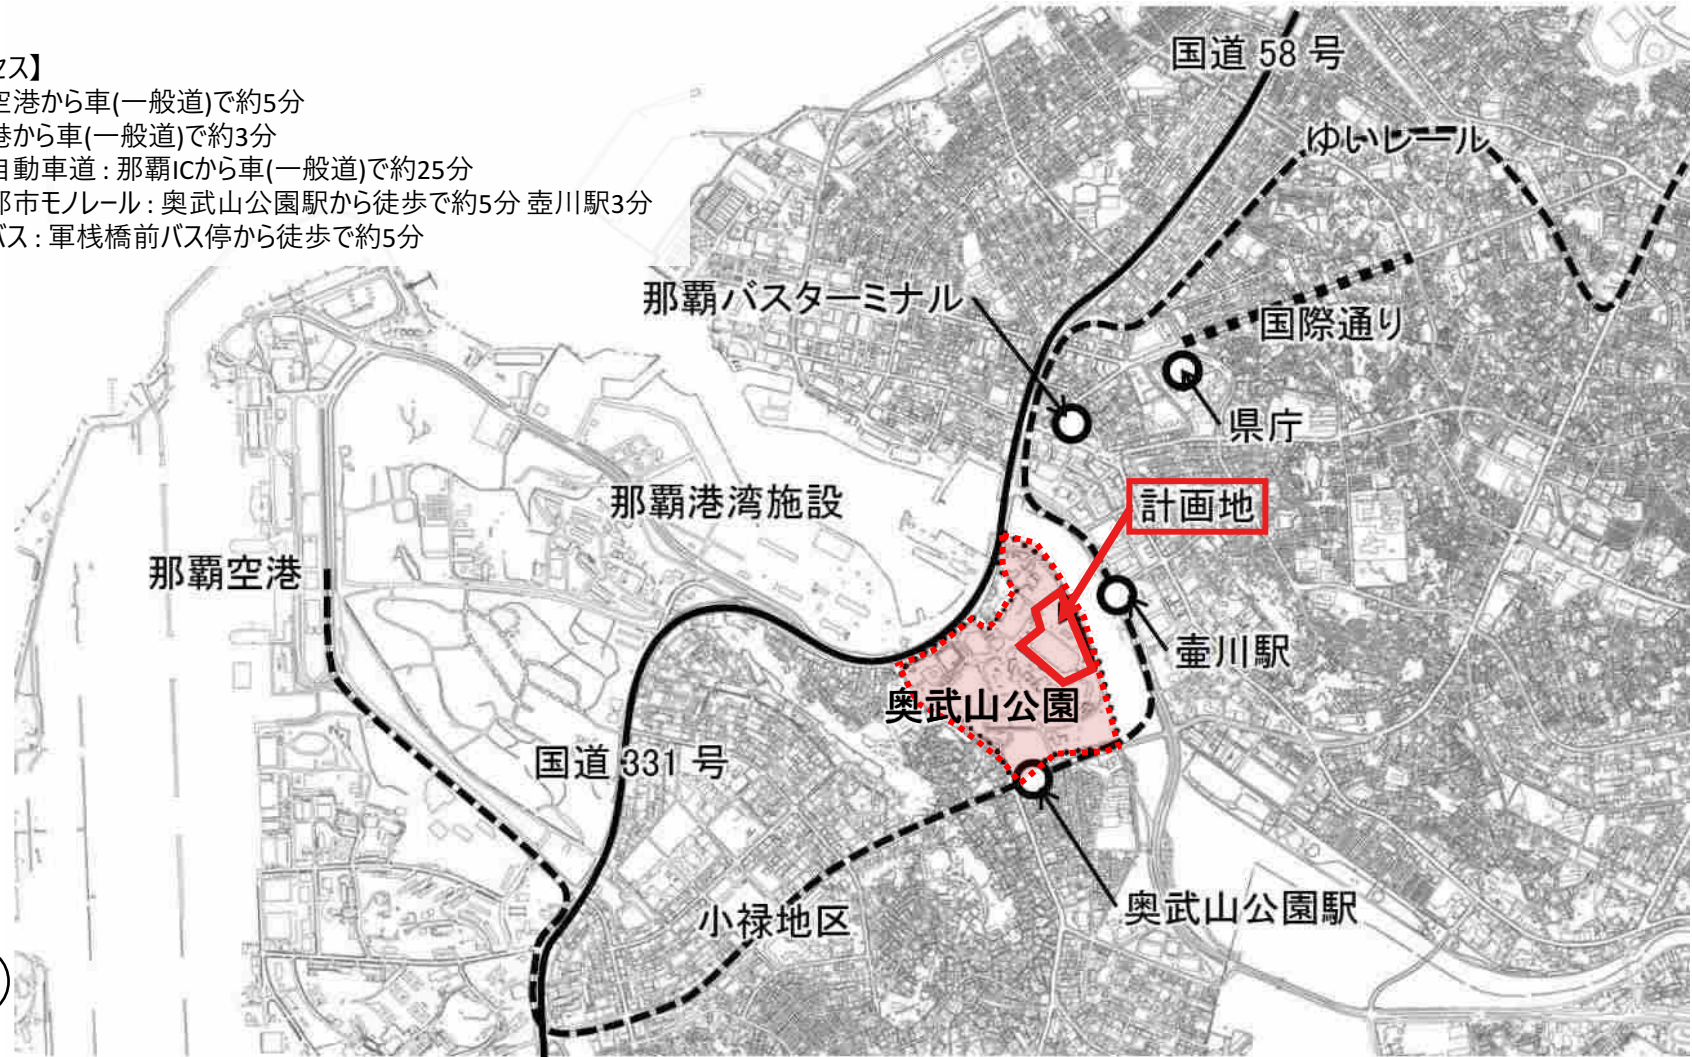 セス】
空港から車(一般道)で約5分
港から車(一般道)で約3分
自動車道 : 那覇ICから車(一般道)で約25分
都市モノレール : 奥武山公園駅から徒歩で約5分 壺川駅3分
バス : 軍桟橋前バス停から徒歩で約5分
国道 58 号
ゆいレール
那覇バスターミナル
国際通り
県庁
那覇港湾施設
計画地
那覇空港
壷川駅
奥武山公園
国道 331 号
奥武山公園駅
小禄地区